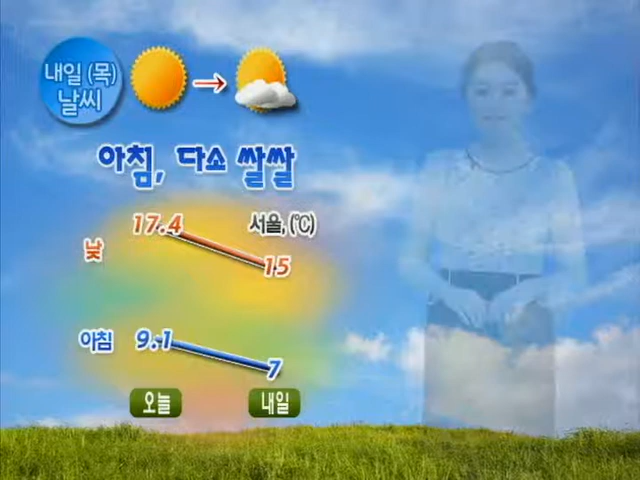 내일 (목)
날씨
아침, 다소 쌀쌀
서울, (℃)
낮 17.4 15
아침 9.1 7
오늘 내일